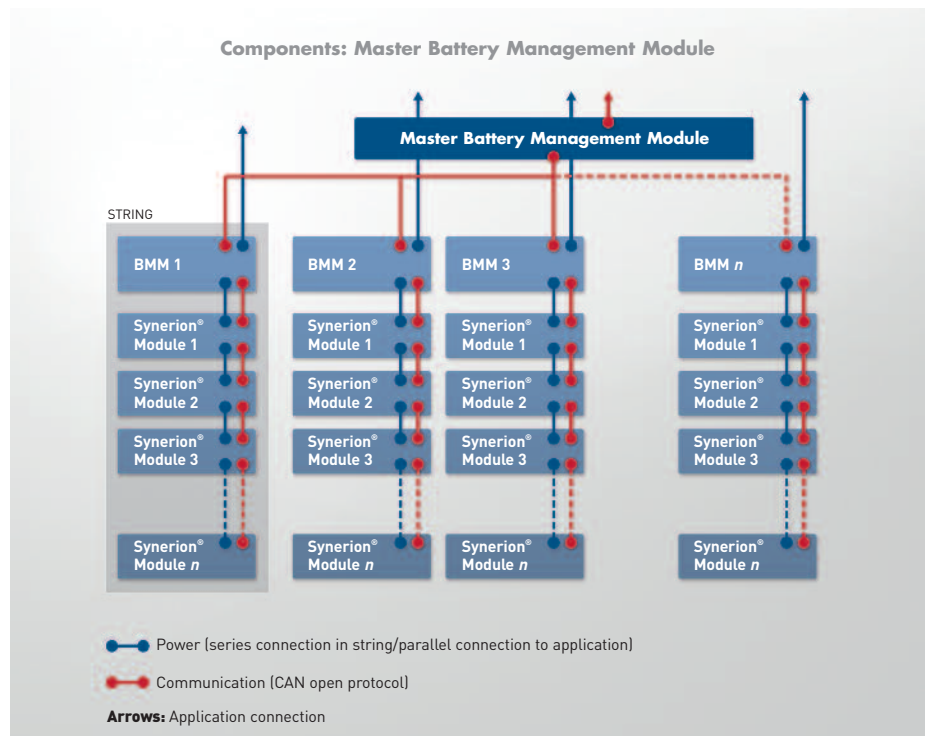 Components: Master Battery Management Module
Master Battery Management Module
STRING
BMM 1
BMM 2
BMM 3
BMM n
Synerion®
Module 1
Synerion®
Module 1
Synerion®
Module 1
Synerion®
Module 1
Synerion®
Module 2
Synerion®
Module 2
Synerion®
Module 2
Synerion®
Module 2
Synerion®
Module 3
Synerion®
Module 3
Synerion®
Module 3
Synerion®
Module 3
Synerion®
Module n
Synerion®
Module n
Synerion®
Module n
Synerion®
Module n
Power (series connection in string/parallel connection to application)
Communication (CAN open protocol)
Arrows: Application connection